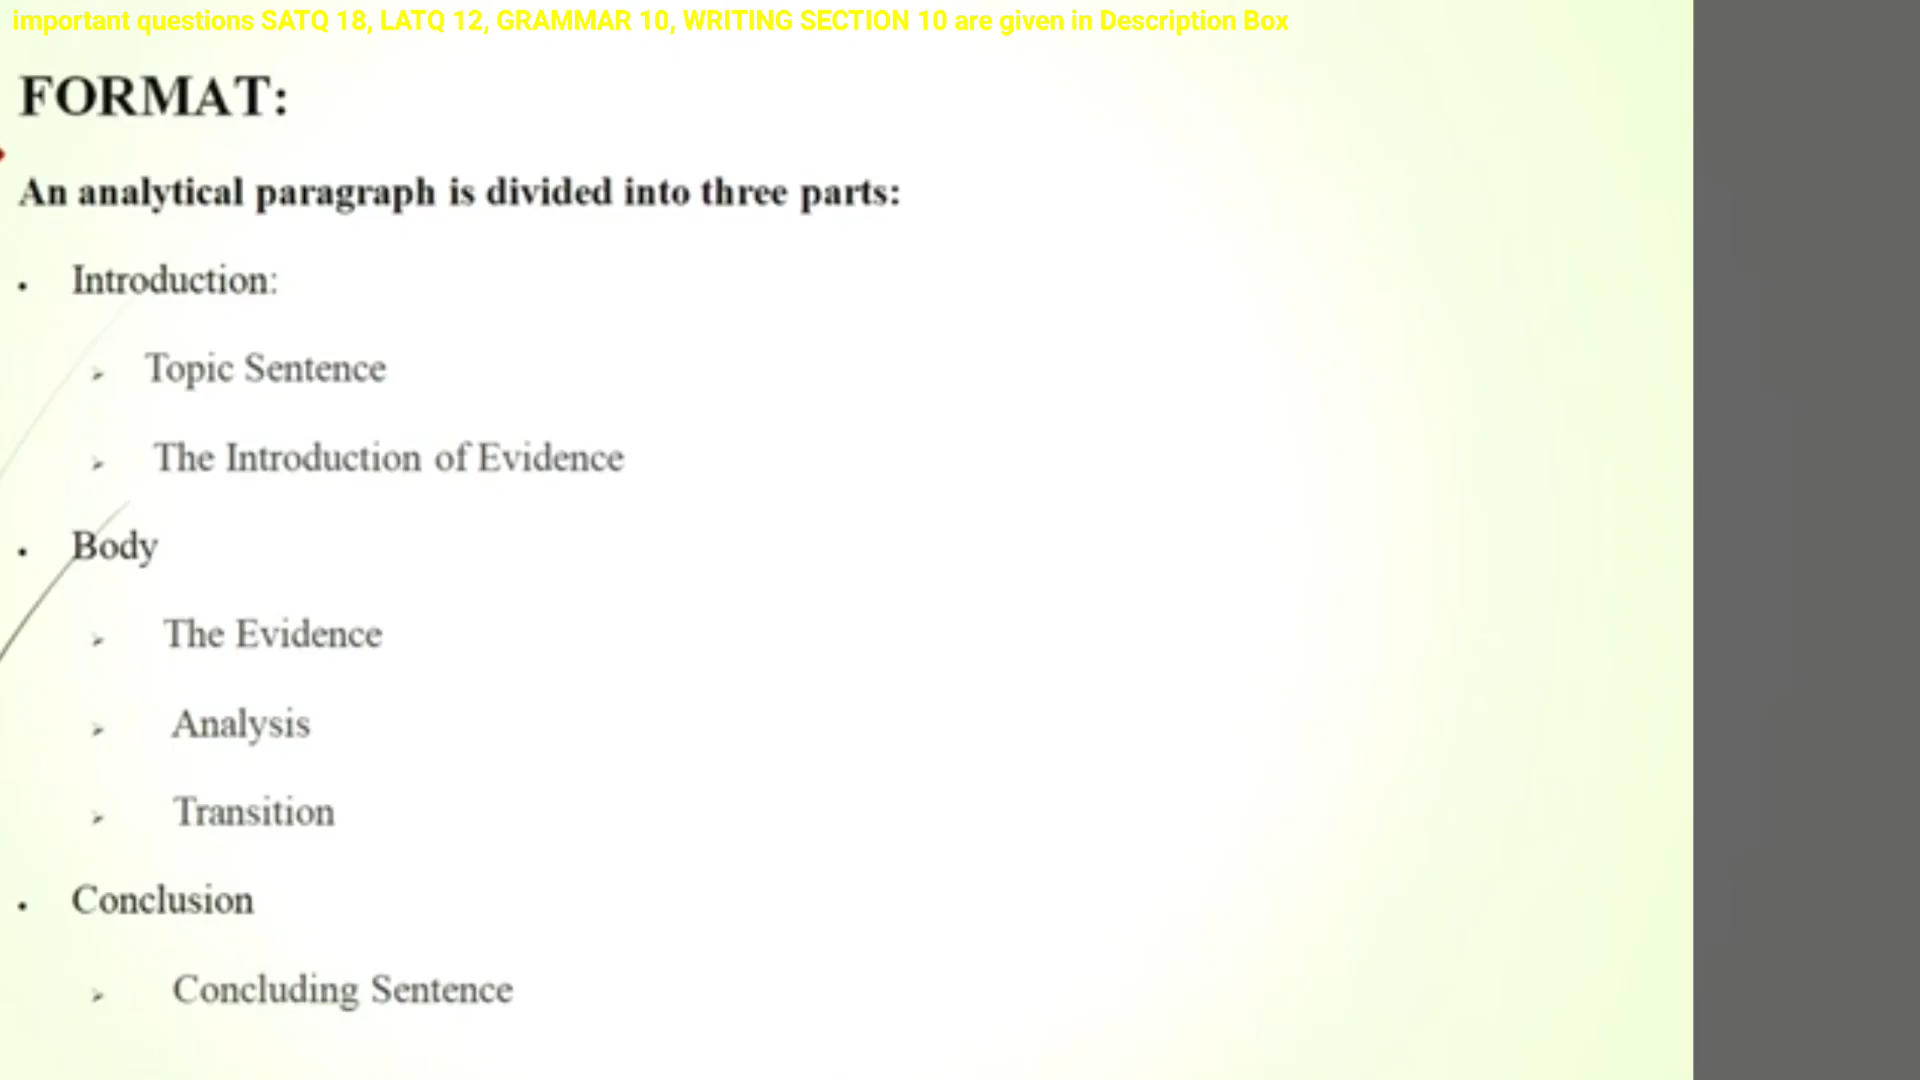 important questions SATQ 18, LATQ 12, GRAMMAR 10, WRITING SECTION 10 are given in Description Box
FORMAT:
An analytical paragraph is divided into three parts:
• Introduction:
➢ Topic Sentence
➢ The Introduction of Evidence
• Body
➢ The Evidence
➢ Analysis
➢ Transition
• Conclusion
➢ Concluding Sentence